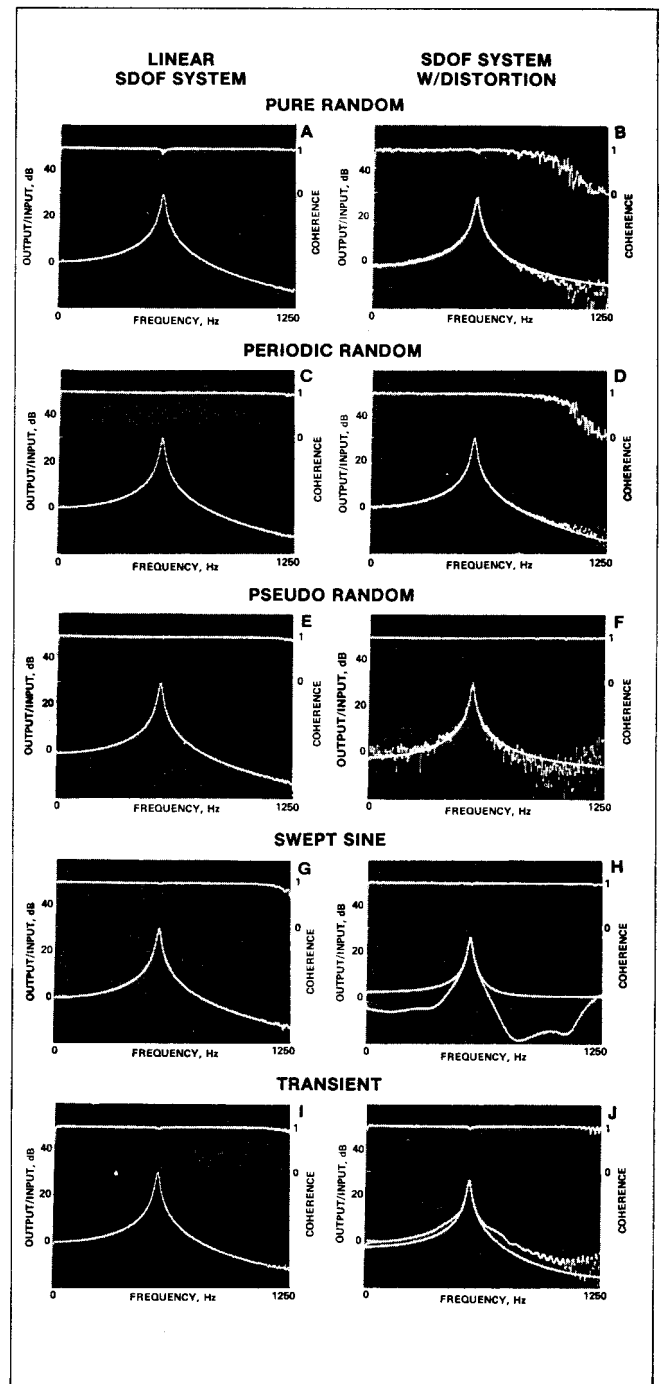 LINEAR
SDOF SYSTEM
SDOF SYSTEM
W/DISTORTION
PURE RANDOM
A
OUTPUT/INPUT, dB
40
20
0
1
0
COHERENCE
0
FREQUENCY, Hz
1250
B
OUTPUT/INPUT, dB
40
20
0
1
0
COHERENCE
0
FREQUENCY, Hz
1250
PERIODIC RANDOM
C
OUTPUT/INPUT, dB
40
20
0
1
0
COHERENCE
0
FREQUENCY, Hz
1250
D
OUTPUT/INPUT, dB
40
20
0
1
0
COHERENCE
0
FREQUENCY, Hz
1250
PSEUDO RANDOM
E
OUTPUT/INPUT, dB
40
20
0
1
0
COHERENCE
0
FREQUENCY, Hz
1250
F
OUTPUT/INPUT, dB
40
20
0
1
0
COHERENCE
0
FREQUENCY, Hz
1250
SWEPT SINE
G
OUTPUT/INPUT, dB
40
20
0
1
0
COHERENCE
0
FREQUENCY, Hz
1250
H
OUTPUT/INPUT, dB
40
20
0
1
0
COHERENCE
0
FREQUENCY, Hz
1250
TRANSIENT
I
OUTPUT/INPUT, dB
40
20
0
1
0
COHERENCE
0
FREQUENCY, Hz
1250
J
OUTPUT/INPUT, dB
40
20
0
1
0
COHERENCE
0
FREQUENCY, Hz
1250